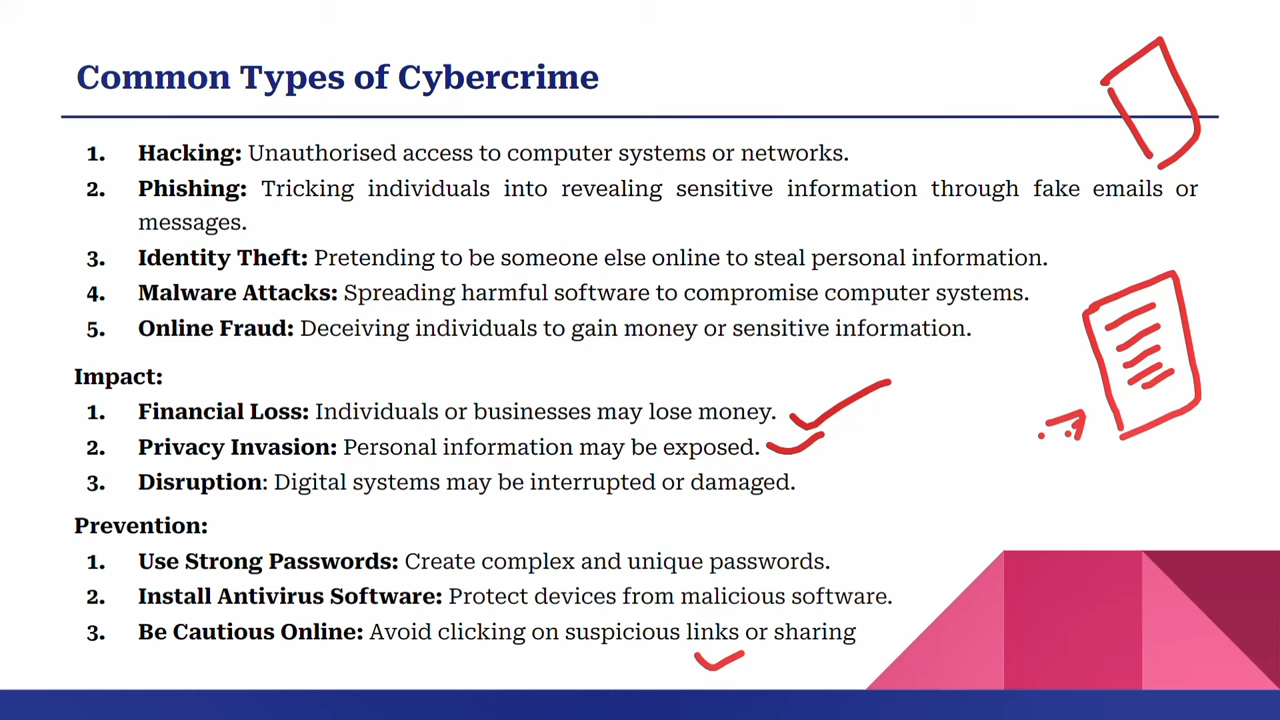 Common Types of Cybercrime
1. Hacking: Unauthorised access to computer systems or networks.
2. Phishing: Tricking individuals into revealing sensitive information through fake emails or
messages.
3. Identity Theft: Pretending to be someone else online to steal personal information.
4. Malware Attacks: Spreading harmful software to compromise computer systems.
5. Online Fraud: Deceiving individuals to gain money or sensitive information.
Impact:
1. Financial Loss: Individuals or businesses may lose money.
2. Privacy Invasion: Personal information may be exposed.
3. Disruption: Digital systems may be interrupted or damaged.
Prevention:
1. Use Strong Passwords: Create complex and unique passwords.
2. Install Antivirus Software: Protect devices from malicious software.
3. Be Cautious Online: Avoid clicking on suspicious links or sharing